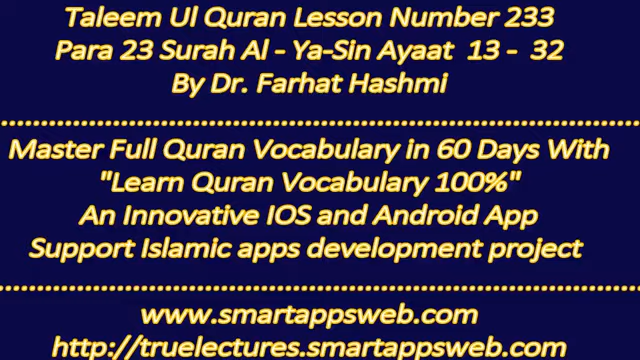 Taleem Ul Quran Lesson Number 233
Para 23 Surah Al - Ya-Sin Ayaat 13 - 32
By Dr. Farhat Hashmi
Master Full Quran Vocabulary in 60 Days With
"Learn Quran Vocabulary 100%"
An Innovative IOS and Android App
Support Islamic apps development project
www.smartappsweb.com
http://truelectures.smartappsweb.com